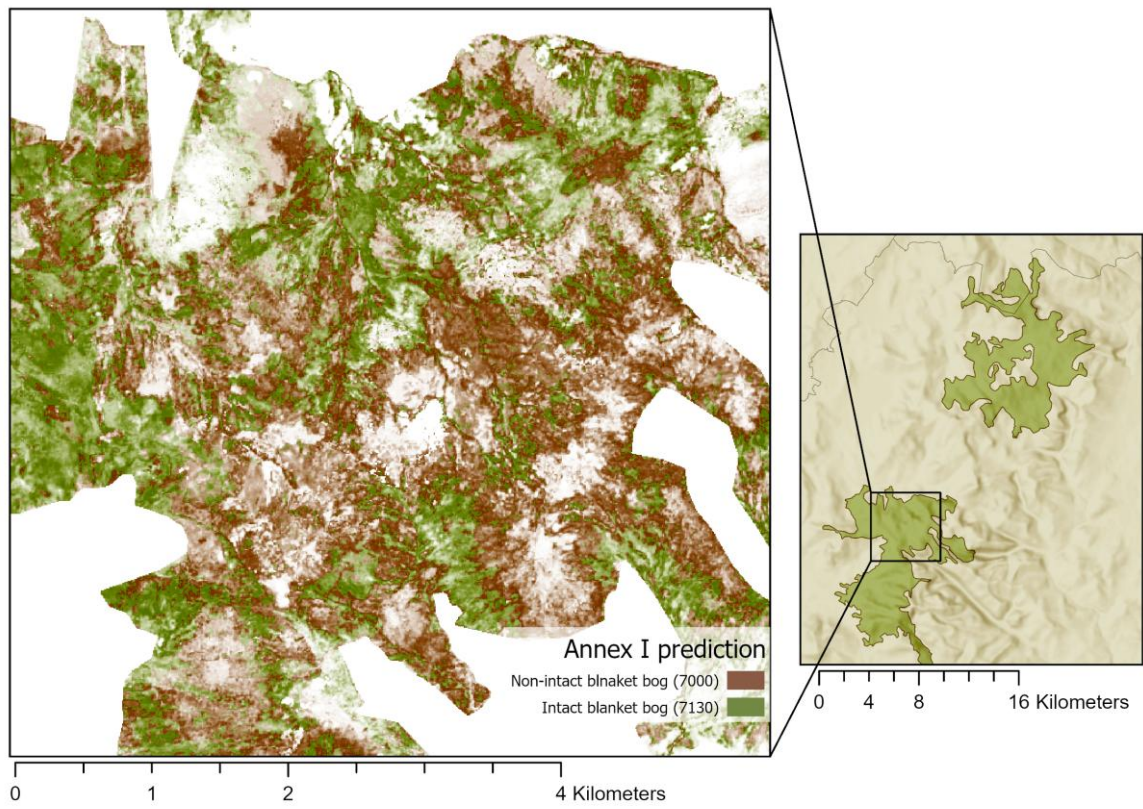 Annex I prediction
Non-intact blnaket bog (7000)
Intact blanket bog (7130)
0 1 2 4 Kilometers
0 4 8 16 Kilometers